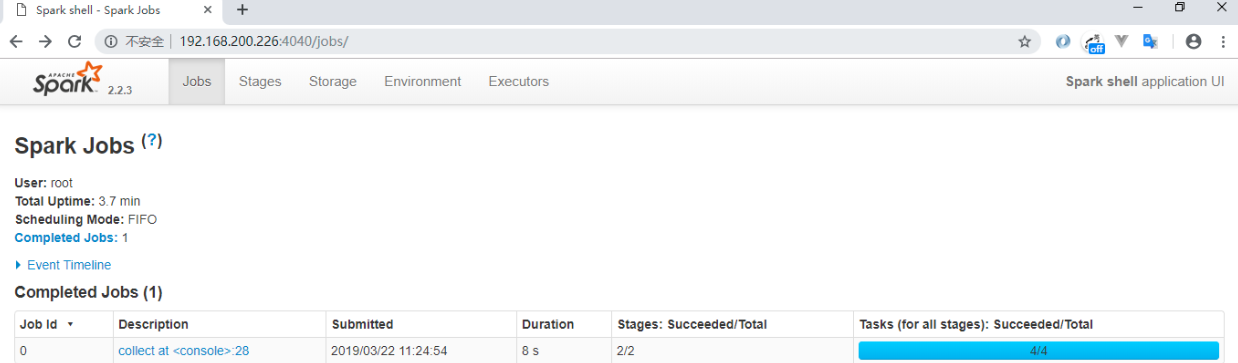 Spark shell - Spark Jobs
不安全 192.168.200.226:4040/jobs/
off
APACHE Spark 2.2.3 Jobs Stages Storage Environment Executors Spark shell application UI
Spark Jobs (?)
User: root
Total Uptime: 3.7 min
Scheduling Mode: FIFO
Completed Jobs: 1
Event Timeline
Completed Jobs (1)
Job Id Description Submitted Duration Stages: Succeeded/Total Tasks (for all stages): Succeeded/Total
0 collect at <console>:28 2019/03/22 11:24:54 8 s 2/2 4/4